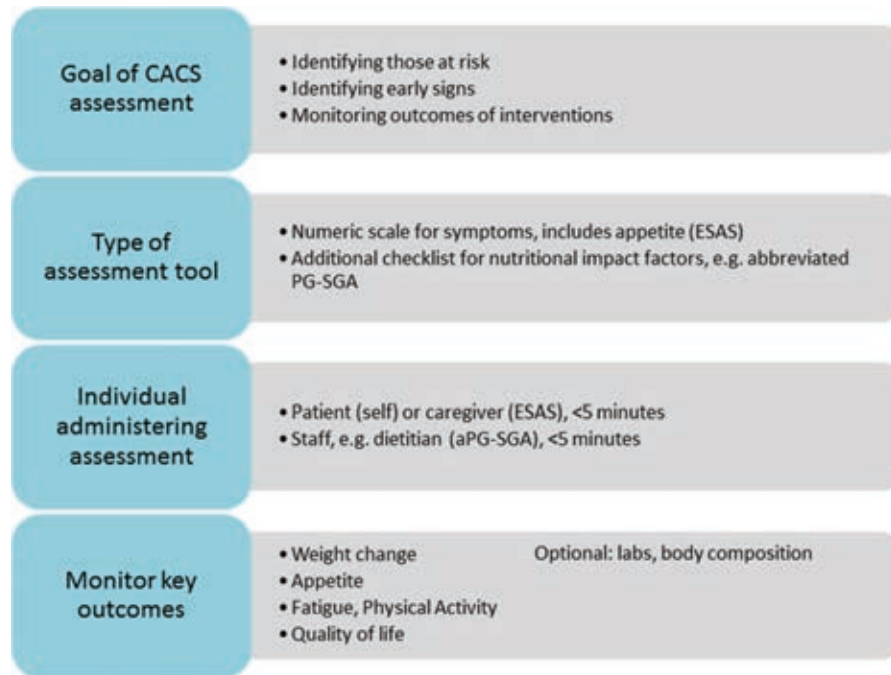 Goal of CACS
assessment
• Identifying those at risk
• Identifying early signs
• Monitoring outcomes of interventions
Type of
assessment tool
• Numeric scale for symptoms, includes appetite (ESAS)
• Additional checklist for nutritional impact factors, e.g. abbreviated
PG-SGA
Individual
administering
assessment
• Patient (self) or caregiver (ESAS), <5 minutes
• Staff, e.g. dietitian (aPG-SGA), <5 minutes
Monitor key
outcomes
• Weight change
• Appetite
• Fatigue, Physical Activity
• Quality of life
Optional: labs, body composition